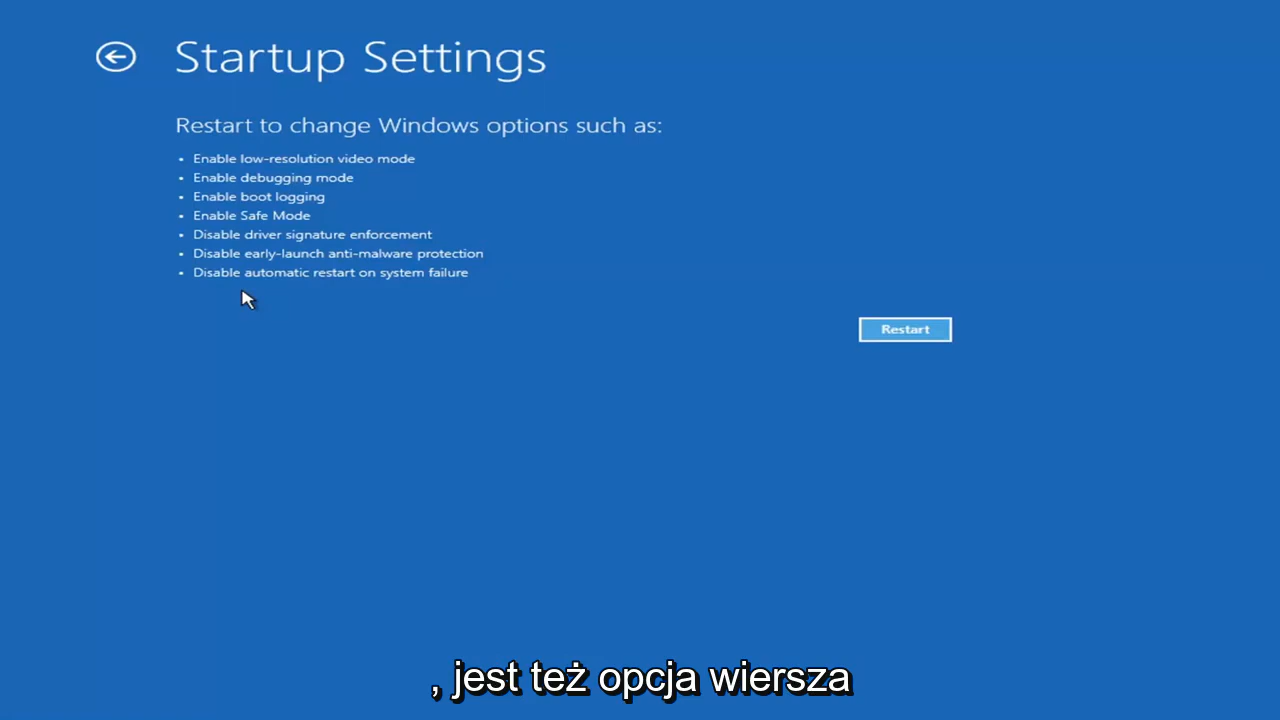 Startup Settings
Restart to change Windows options such as:
• Enable low-resolution video mode
• Enable debugging mode
• Enable boot logging
• Enable Safe Mode
• Disable driver signature enforcement
• Disable early-launch anti-malware protection
• Disable automatic restart on system failure
Restart
, jest też opcja wiersza